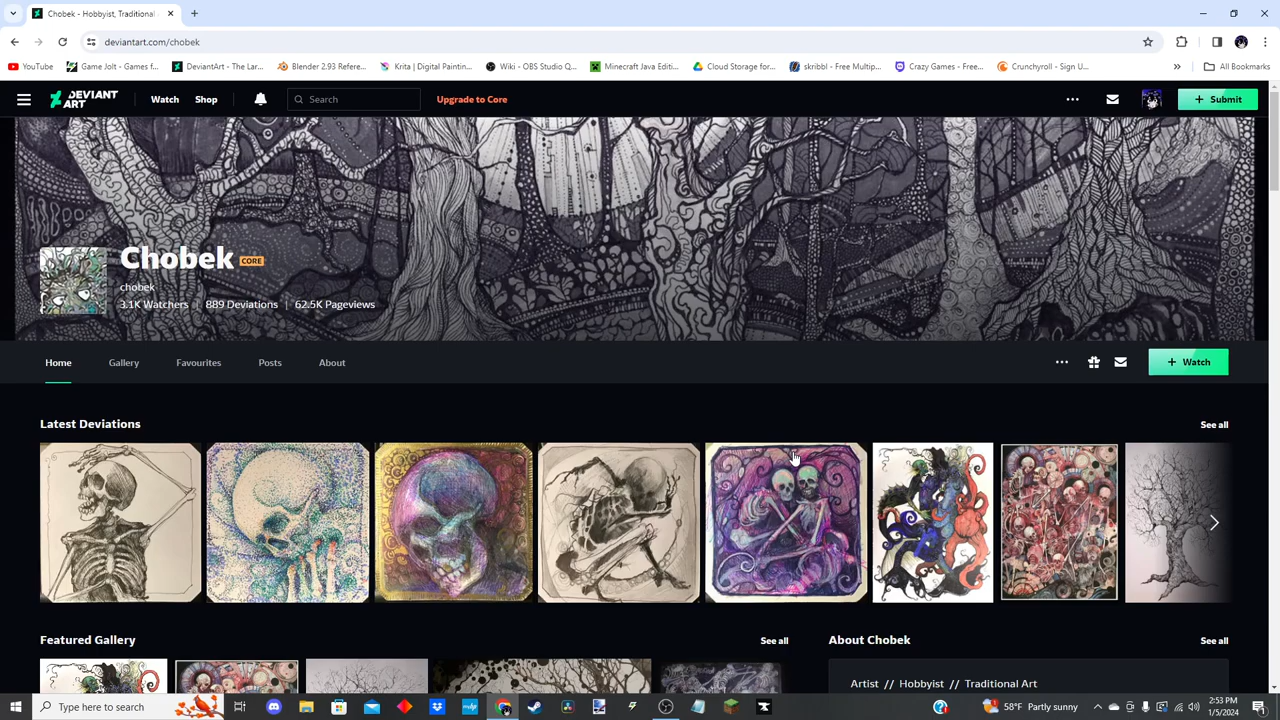 Chobek - Hobbyist, Traditional
deviantart.com/chobek
YouTube
Game Jolt - Games f...
DeviantArt - The Lar...
Blender 2.93 Refere...
Krita | Digital Paintin...
Wiki - OBS Studio Q...
Minecraft Java Editi...
Cloud Storage for...
skribbl - Free Multip...
Crazy Games - Free...
Crunchyroll - Sign U...
All Bookmarks
DEVIANT ART
Watch
Shop
Search
Upgrade to Core
Submit
Chobek CORE
chobek
3.1K Watchers
889 Deviations
62.5K Pageviews
Home
Gallery
Favourites
Posts
About
+ Watch
Latest Deviations
See all
Featured Gallery
See all
About Chobek
See all
Artist // Hobbyist // Traditional Art
Type here to search
58°F Partly sunny
2:53 PM
1/5/2024